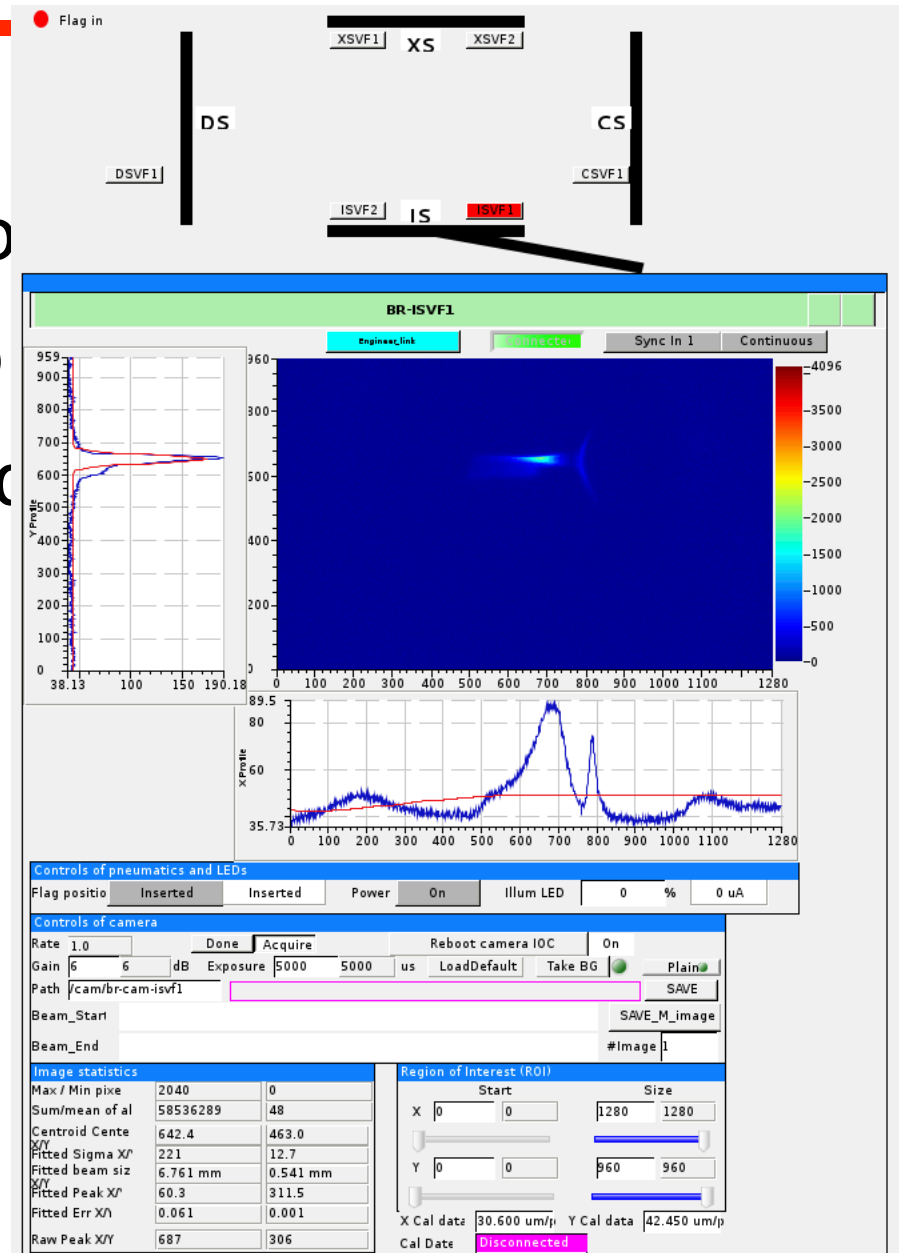 Flag in
XSVF1 XS XSVF2
DS CS
DSVF1 CSVF1
ISVF2 IS ISVF1
BR-ISVF1
Engineer_link Connecte Sync In 1 Continuous
959
900
800
700
600
500
400
300
200
100
0
Y Profile
38.13 100 150 190.18
960
800
600
400
200
0
0 100 200 300 400 500 600 700 800 900 1000 1100 1280
4096
3500
3000
2500
2000
1500
1000
500
0
89.5
80
60
35.73
X Profile
0 100 200 300 400 500 600 700 800 900 1000 1100 1280
Controls of pneumatics and LEDs
Flag positio Inserted Inserted Power On Illum LED 0 % 0 uA
Controls of camera
Rate 1.0 Done Acquire Reboot camera IOC On
Gain 6 6 dB Exposure 5000 5000 us LoadDefault Take BG Plain
Path /cam/br-cam-isvf1 SAVE
Beam_Start SAVE_M_image
Beam_End #Image 1
Image statistics
Max / Min pixe 2040 0
Sum/mean of al 58536289 48
Centroid Cente X/Y 642.4 463.0
Fitted Sigma X/Y 221 12.7
Fitted beam siz X/Y 6.761 mm 0.541 mm
Fitted Peak X/Y 60.3 311.5
Fitted Err X/Y 0.061 0.001
Raw Peak X/Y 687 306
Region of Interest (ROI)
Start Size
X 0 0 1280 1280
Y 0 0 960 960
X Cal data 30.600 um/p Y Cal data 42.450 um/p
Cal Date Disconnected